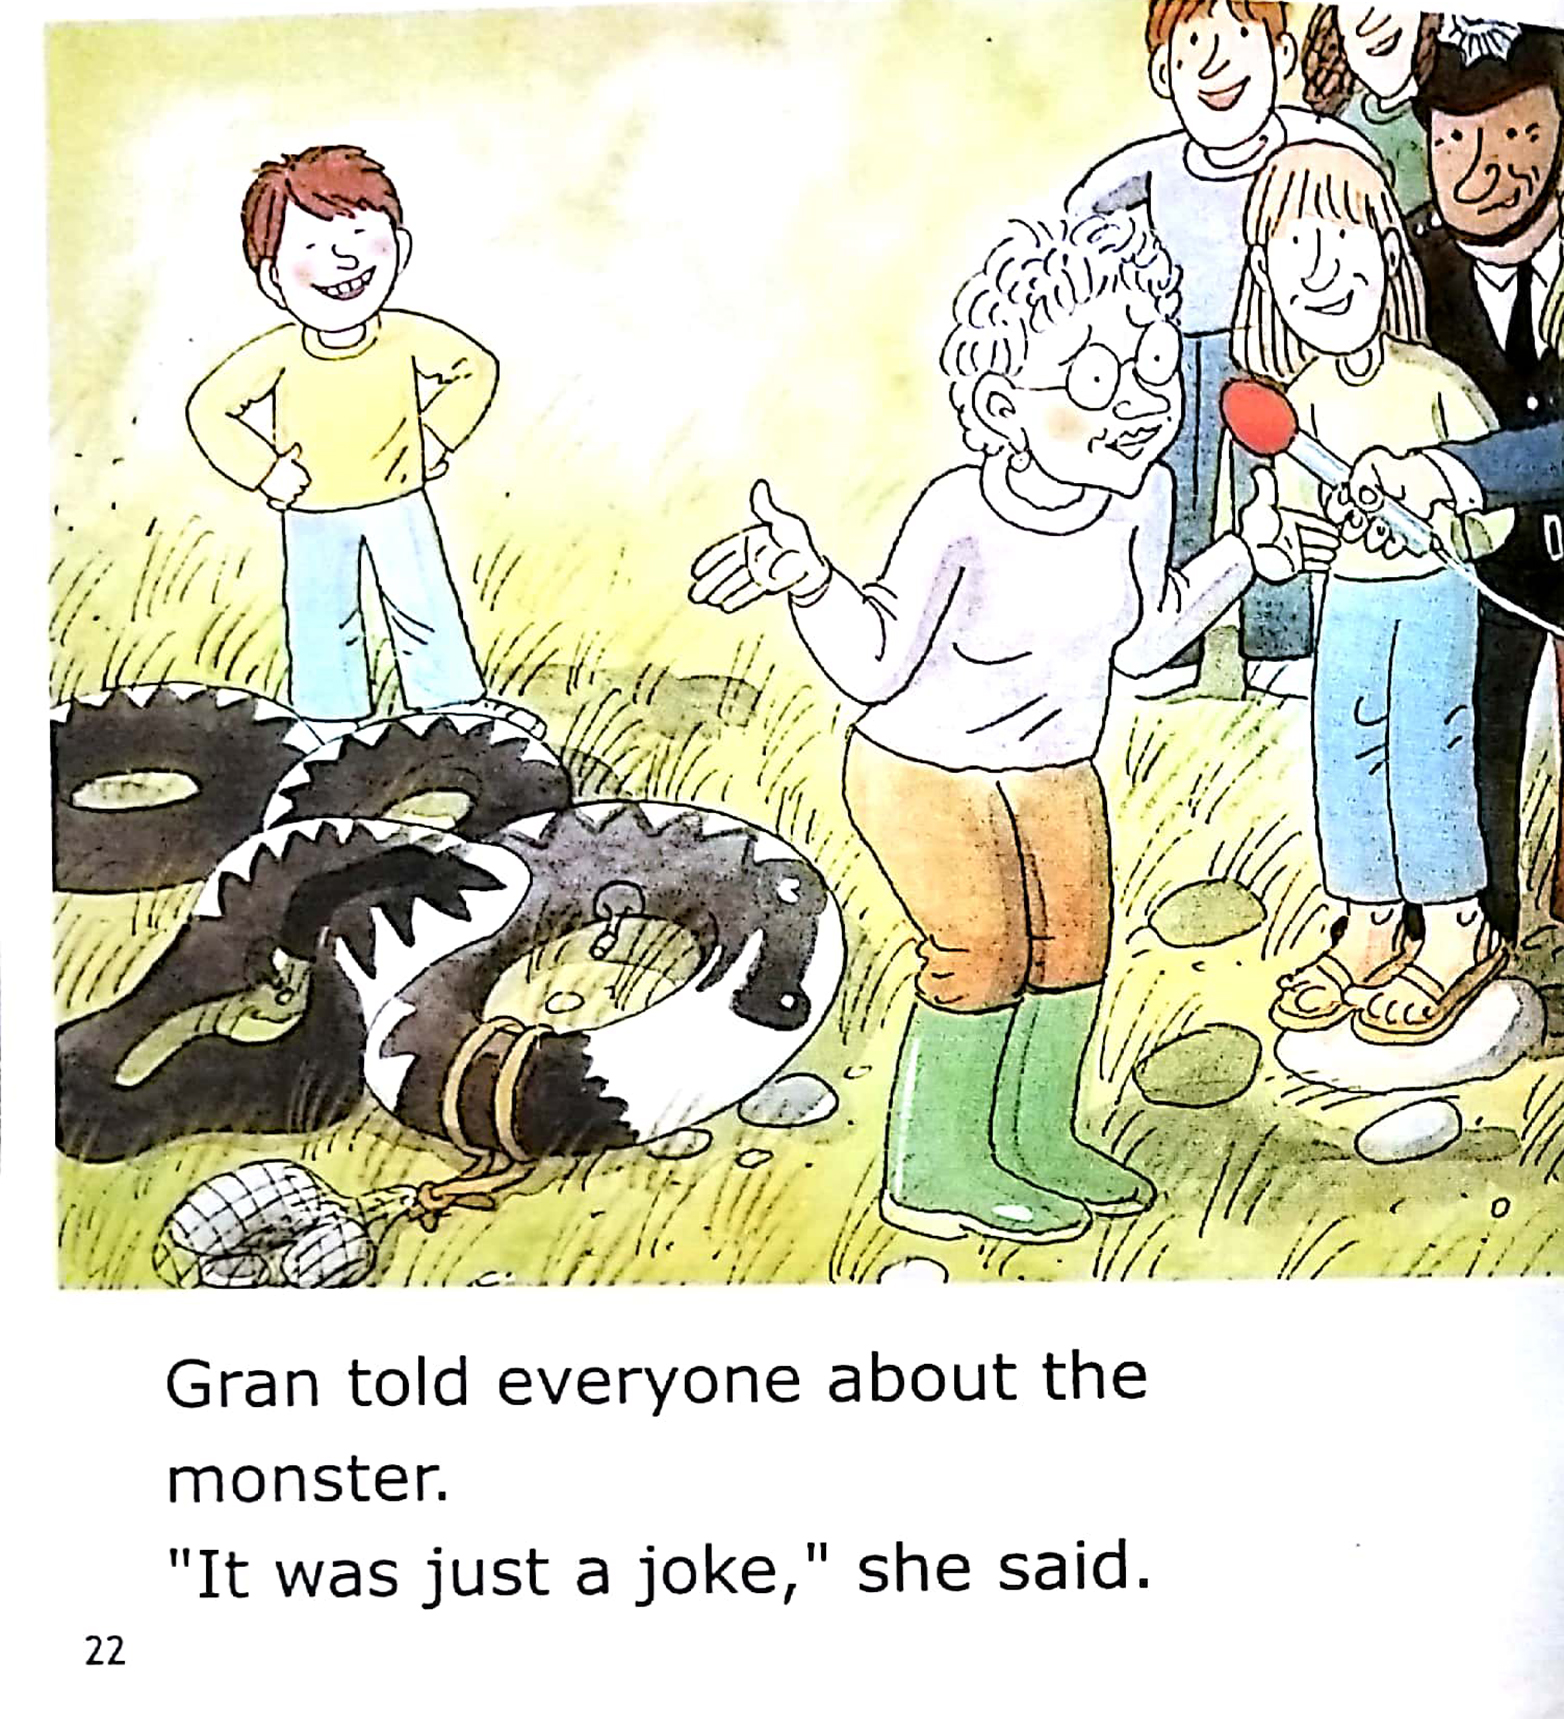 Gran told everyone about the
monster.
"It was just a joke," she said.
22